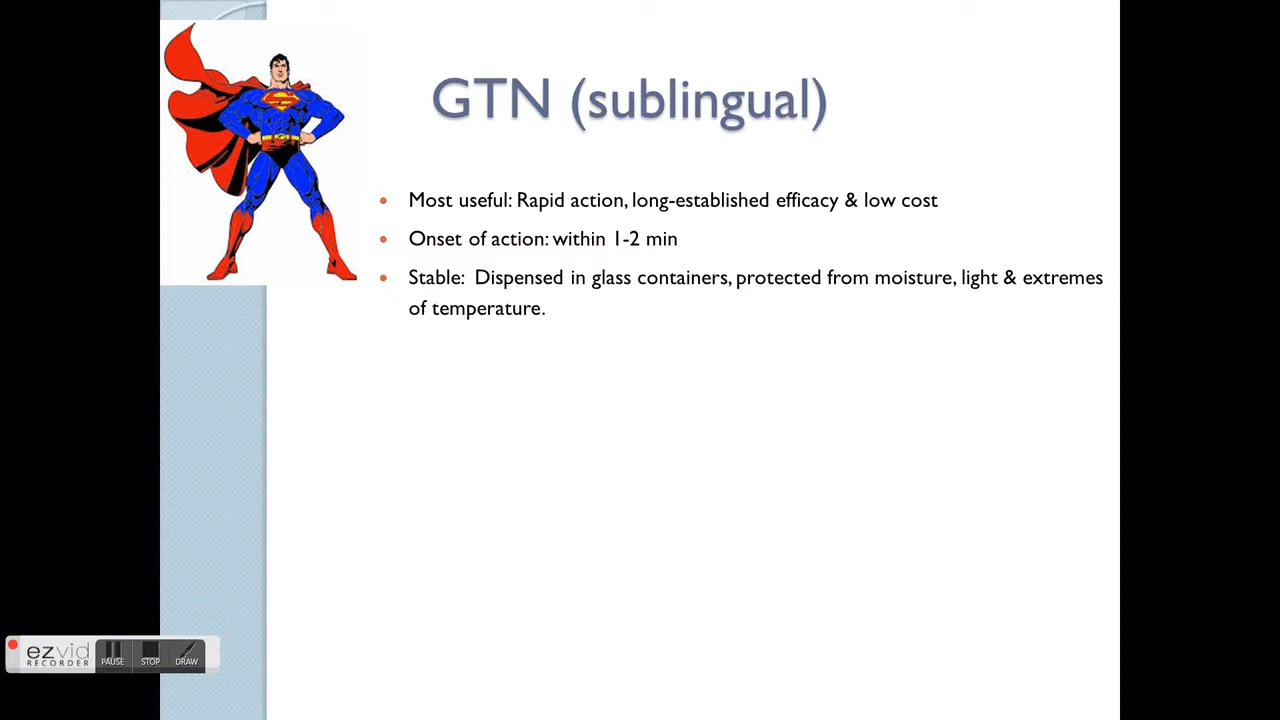 GTN (sublingual)
• Most useful: Rapid action, long-established efficacy & low cost
• Onset of action: within 1-2 min
• Stable:  Dispensed in glass containers, protected from moisture, light & extremes
of temperature.
ezvid
RECORDER
PAUSE
STOP
DRAW